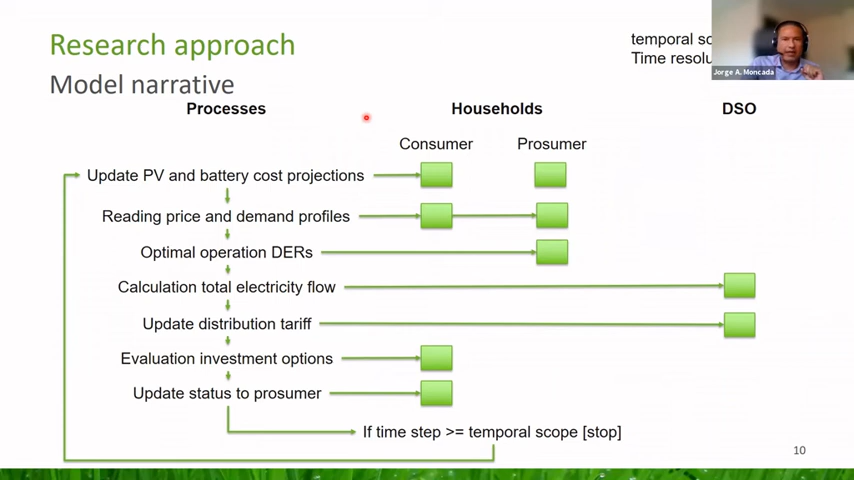 Research approach
Model narrative
temporal
Time
Jorge A. Moncada
Processes
Households
DSO
Consumer
Prosumer
Update PV and battery cost projections
Reading price and demand profiles
Optimal operation DERs
Calculation total electricity flow
Update distribution tariff
Evaluation investment options
Update status to prosumer
If time step >= temporal scope [stop]
10